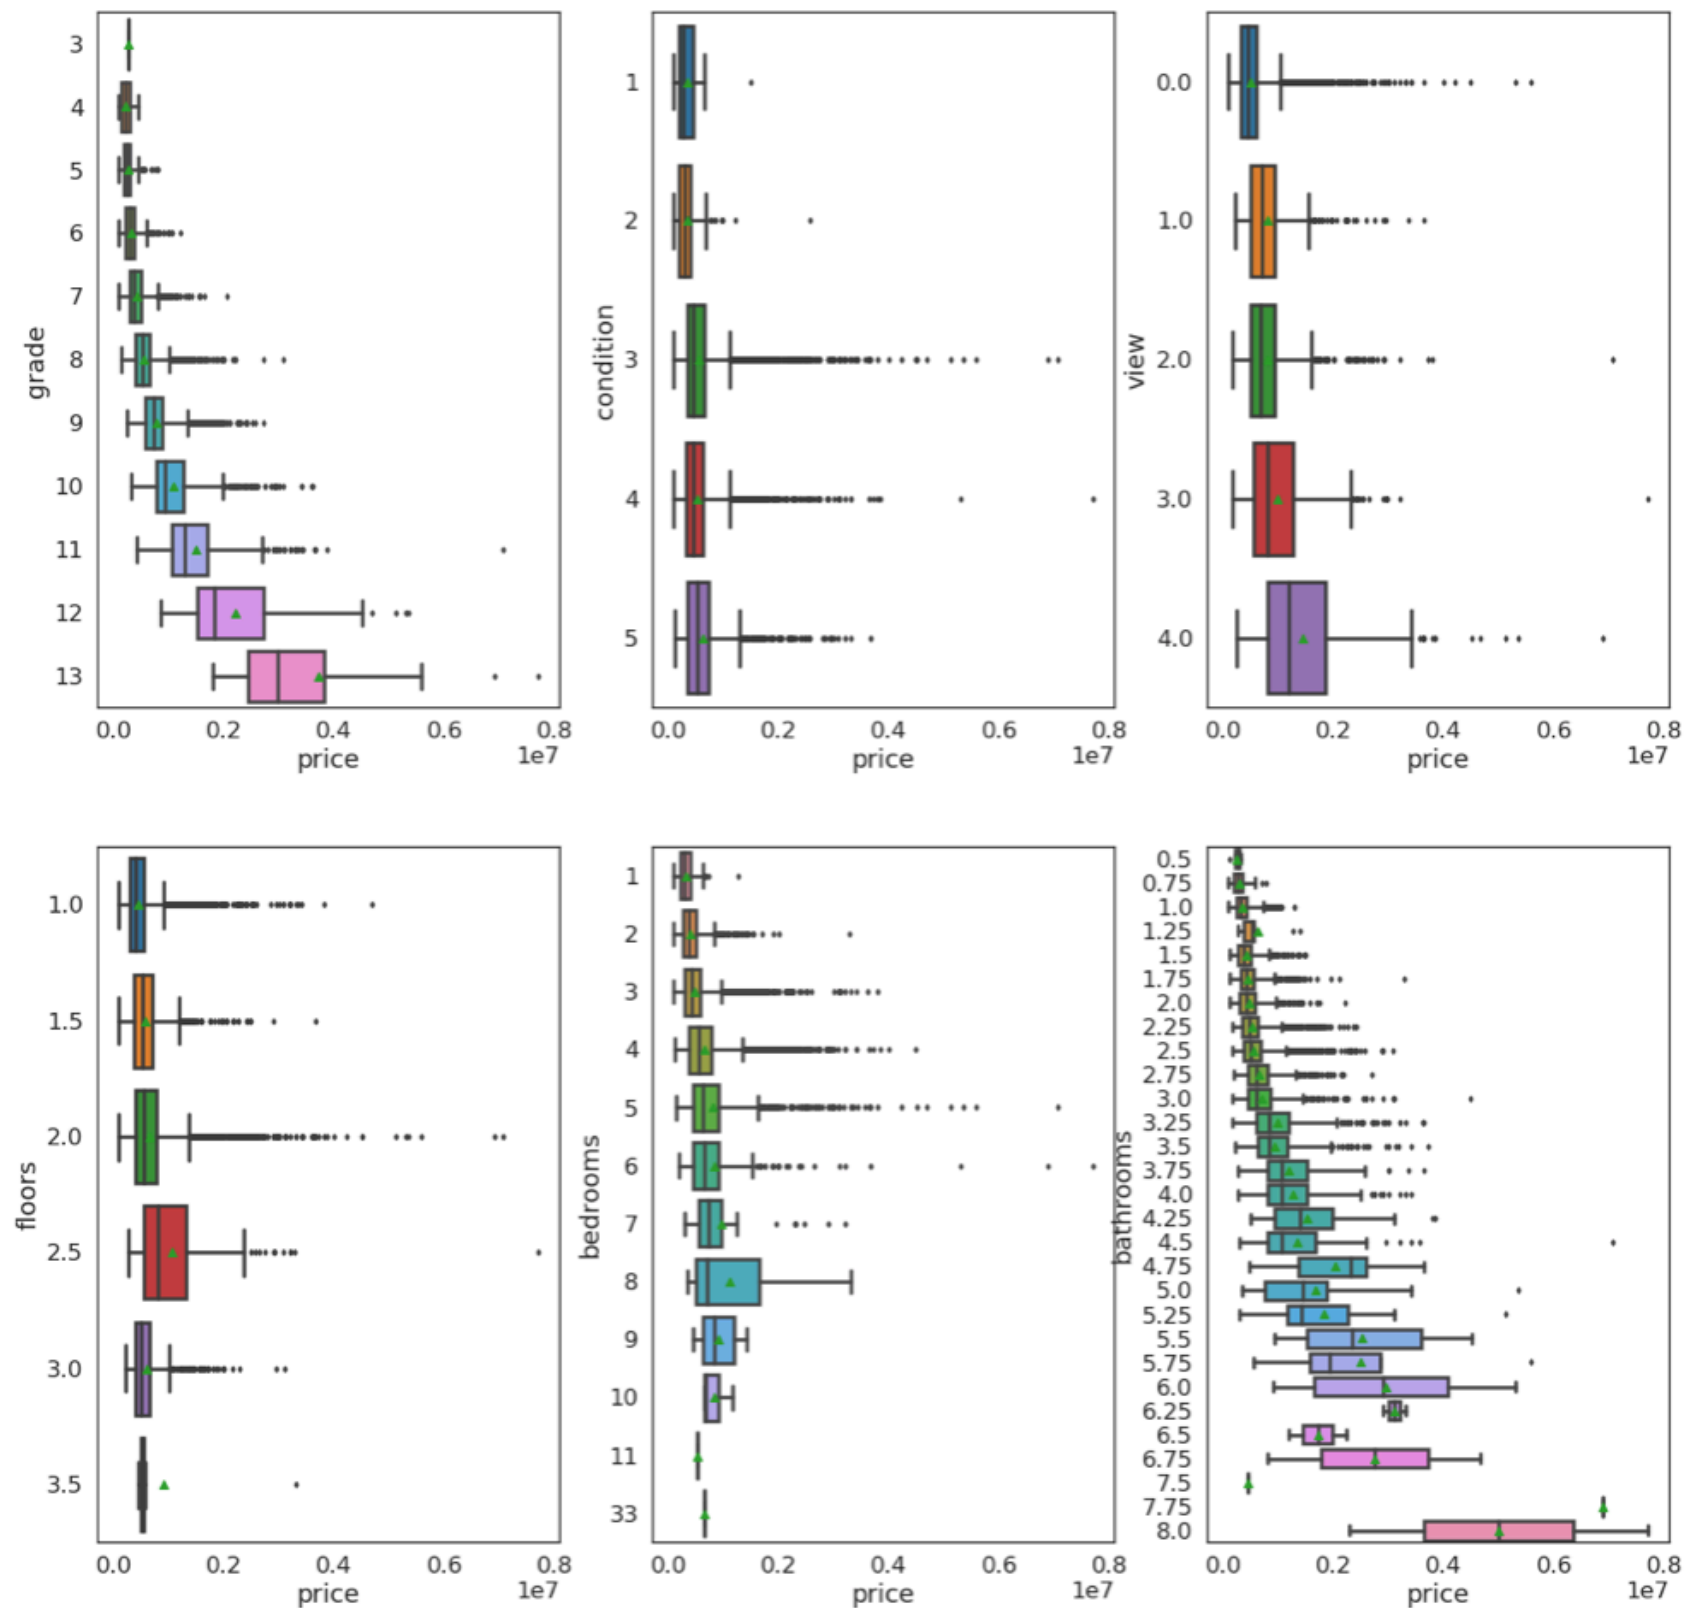 grade
3
4
5
6
7
8
9
10
11
12
13
0.0 0.2 0.4 0.6 0.8
price
1e7
condition
1
2
3
4
5
0.0 0.2 0.4 0.6 0.8
price
1e7
view
0.0
1.0
2.0
3.0
4.0
0.0 0.2 0.4 0.6 0.8
price
1e7
floors
1.0
1.5
2.0
2.5
3.0
3.5
0.0 0.2 0.4 0.6 0.8
price
1e7
bedrooms
1
2
3
4
5
6
7
8
9
10
11
33
0.0 0.2 0.4 0.6 0.8
price
1e7
bathrooms
0.5
0.75
1.0
1.25
1.5
1.75
2.0
2.25
2.5
2.75
3.0
3.25
3.5
3.75
4.0
4.25
4.5
4.75
5.0
5.25
5.5
5.75
6.0
6.25
6.5
6.75
7.5
7.75
8.0
0.0 0.2 0.4 0.6 0.8
price
1e7